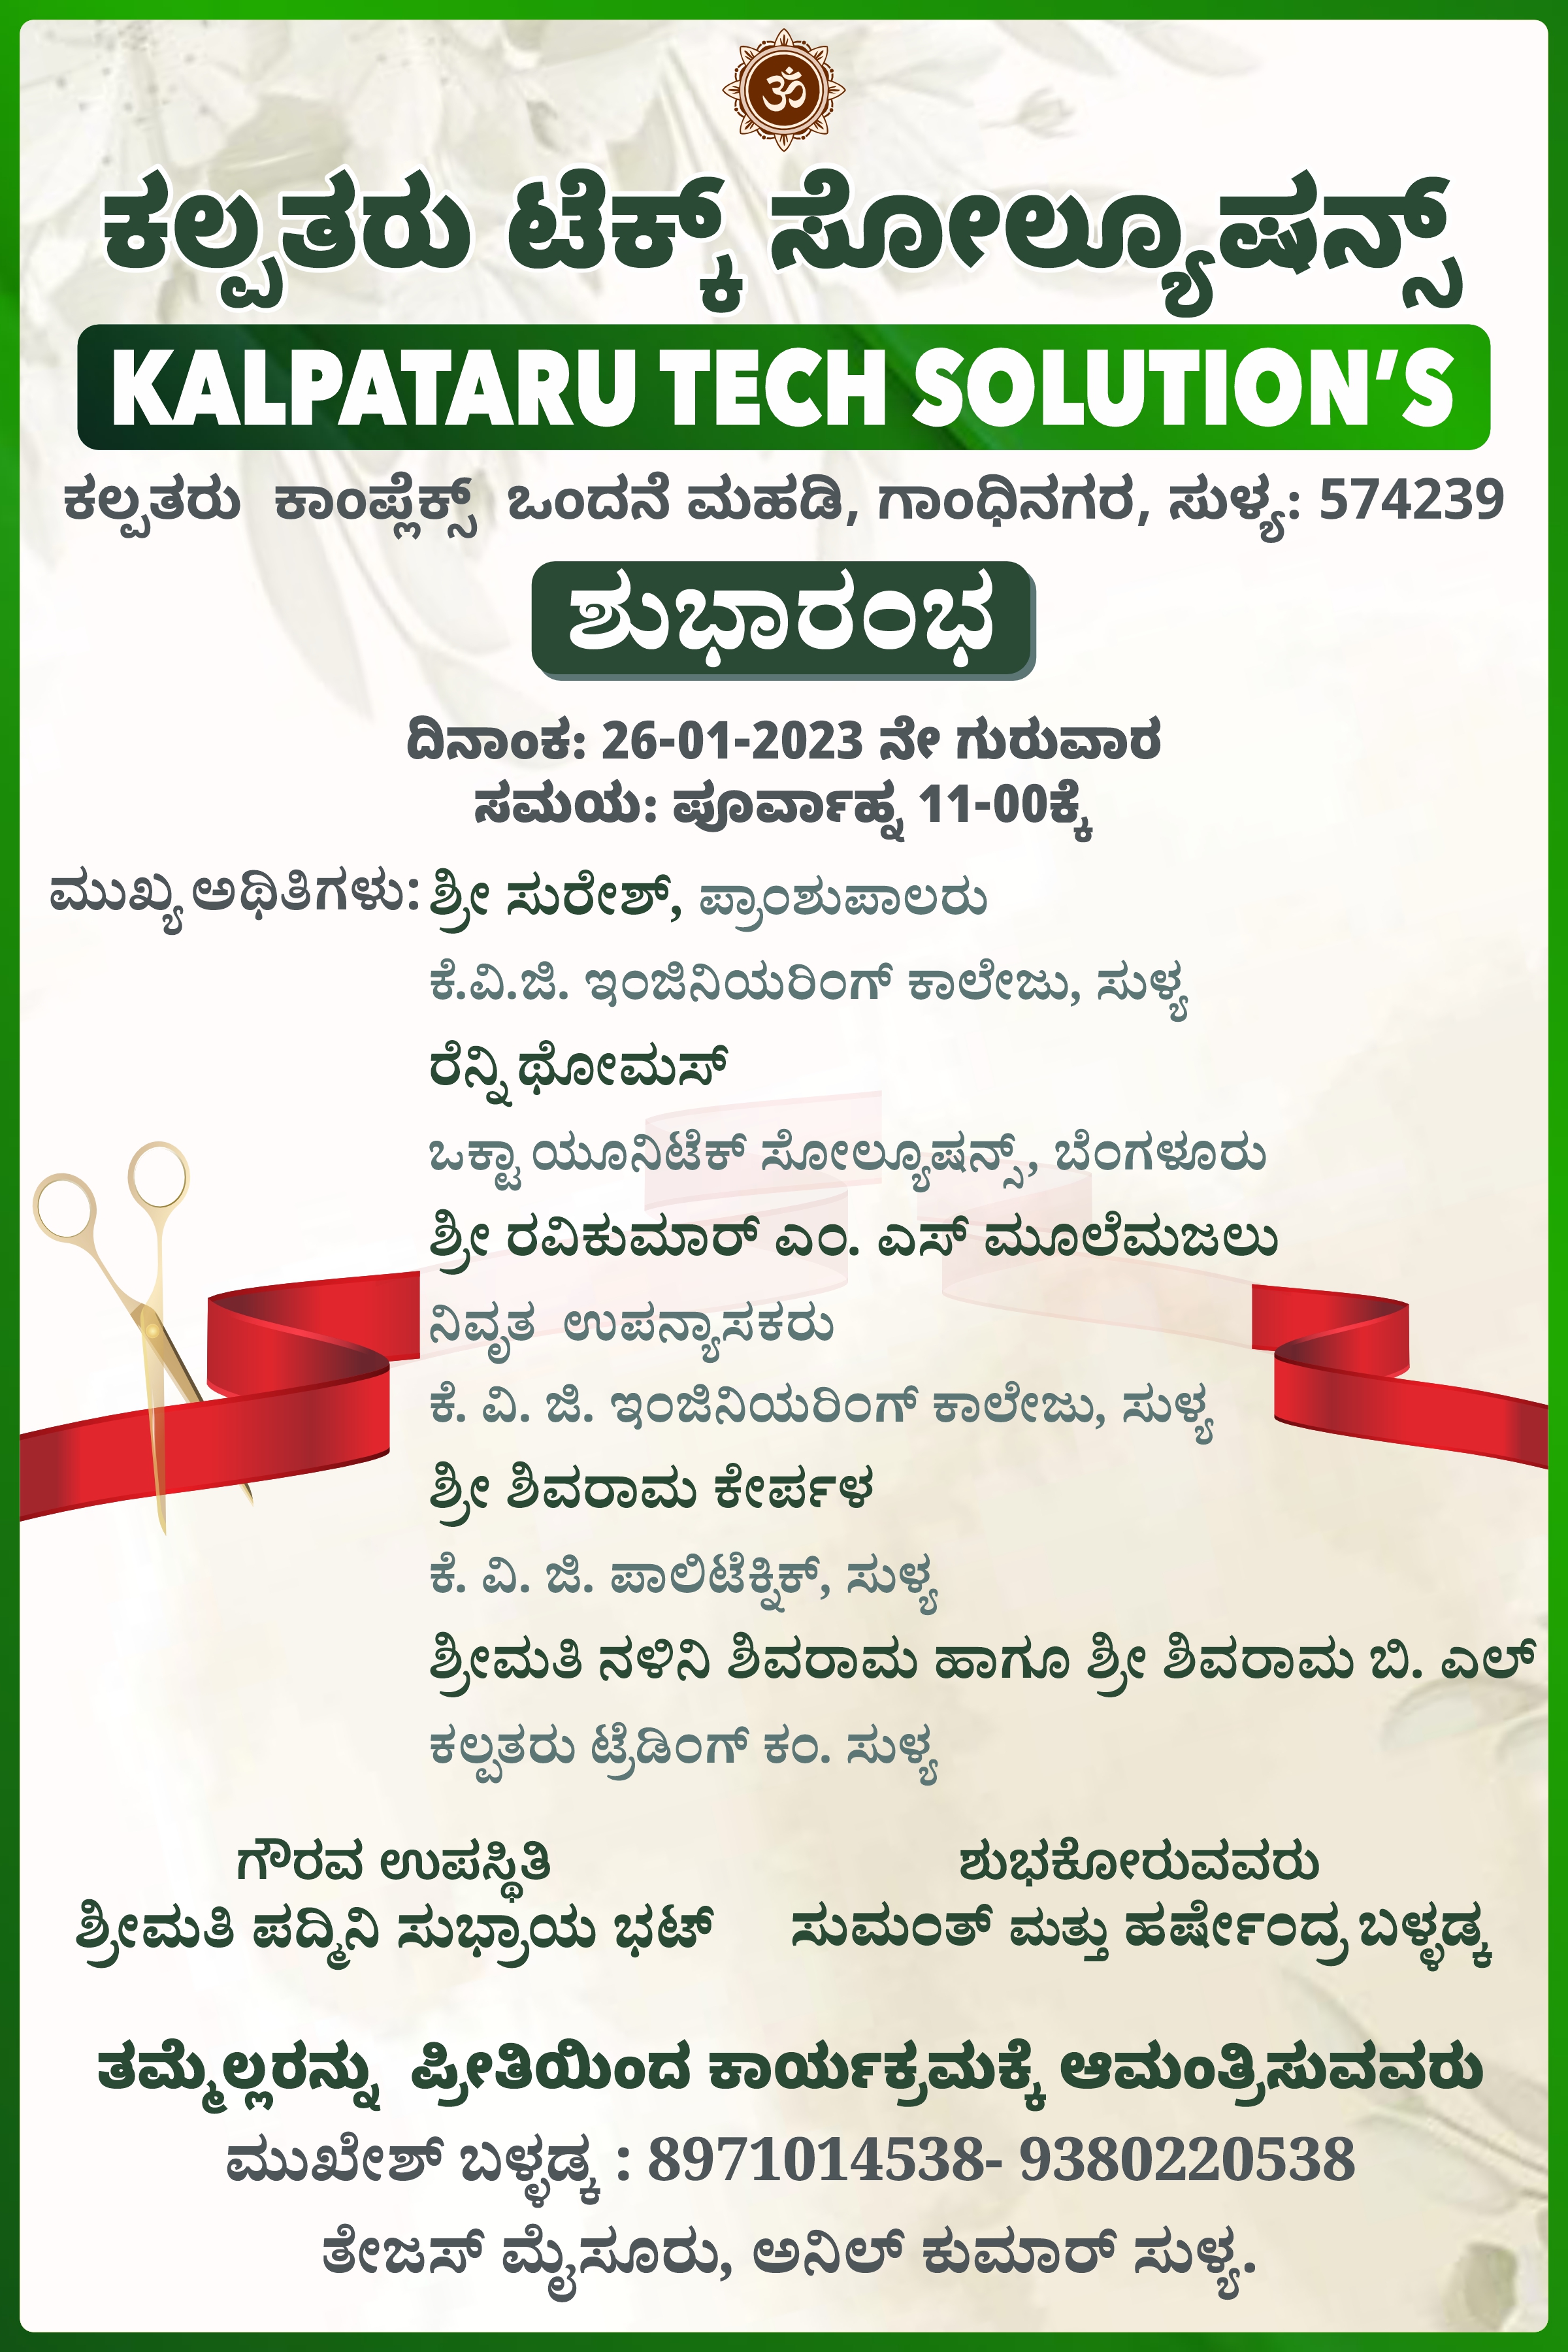 ॐ
ಕಲ್ಪತರು ಟೆಕ್ಕ್ ಸೋಲ್ಯೂಷನ್ಸ್
KALPATARU TECH SOLUTION’S
ಕಲ್ಪತರು ಕಾಂಪ್ಲೆಕ್ಸ್ ಒಂದನೆ ಮಹಡಿ, ಗಾಂಧಿನಗರ, ಸುಳ್ಯ: 574239
ಶುಭಾರಂಭ
ದಿನಾಂಕ: 26-01-2023 ನೇ ಗುರುವಾರ
ಸಮಯ: ಪೂರ್ವಾಹ್ನ 11-00ಕ್ಕೆ
ಮುಖ್ಯ ಅಥಿತಿಗಳು: ಶ್ರೀ ಸುರೇಶ್, ಪ್ರಾಂಶುಪಾಲರು
ಕೆ.ವಿ.ಜಿ. ಇಂಜಿನಿಯರಿಂಗ್ ಕಾಲೇಜು, ಸುಳ್ಯ
ರೆನ್ನಿ ಥೋಮಸ್
ಒಕ್ಟಾ ಯೂನಿಟೆಕ್ ಸೋಲ್ಯೂಷನ್ಸ್, ಬೆಂಗಳೂರು
ಶ್ರೀ ರವಿಕುಮಾರ್ ಎಂ. ಎಸ್ ಮೂಲೆಮಜಲು
ನಿವೃತ ಉಪನ್ಯಾಸಕರು
ಕೆ. ವಿ. ಜಿ. ಇಂಜಿನಿಯರಿಂಗ್ ಕಾಲೇಜು, ಸುಳ್ಯ
ಶ್ರೀ ಶಿವರಾಮ ಕೇರ್ಪಳ
ಕೆ. ವಿ. ಜಿ. ಪಾಲಿಟೆಕ್ನಿಕ್, ಸುಳ್ಯ
ಶ್ರೀಮತಿ ನಳಿನಿ ಶಿವರಾಮ ಹಾಗೂ ಶ್ರೀ ಶಿವರಾಮ ಬಿ. ಎಲ್
ಕಲ್ಪತರು ಟ್ರೆಡಿಂಗ್ ಕಂ. ಸುಳ್ಯ
ಗೌರವ ಉಪಸ್ಥಿತಿ
ಶ್ರೀಮತಿ ಪದ್ಮಿನಿ ಸುಭ್ರಾಯ ಭಟ್
ಶುಭಕೋರುವವರು
ಸುಮಂತ್ ಮತ್ತು ಹರ್ಷೇಂದ್ರ ಬಳ್ಳಡ್ಕ
ತಮ್ಮೆಲ್ಲರನ್ನು ಪ್ರೀತಿಯಿಂದ ಕಾರ್ಯಕ್ರಮಕ್ಕೆ ಆಮಂತ್ರಿಸುವವರು
ಮುಖೇಶ್ ಬಳ್ಳಡ್ಕ : 8971014538- 9380220538
ತೇಜಸ್ ಮೈಸೂರು, ಅನಿಲ್ ಕುಮಾರ್ ಸುಳ್ಯ.